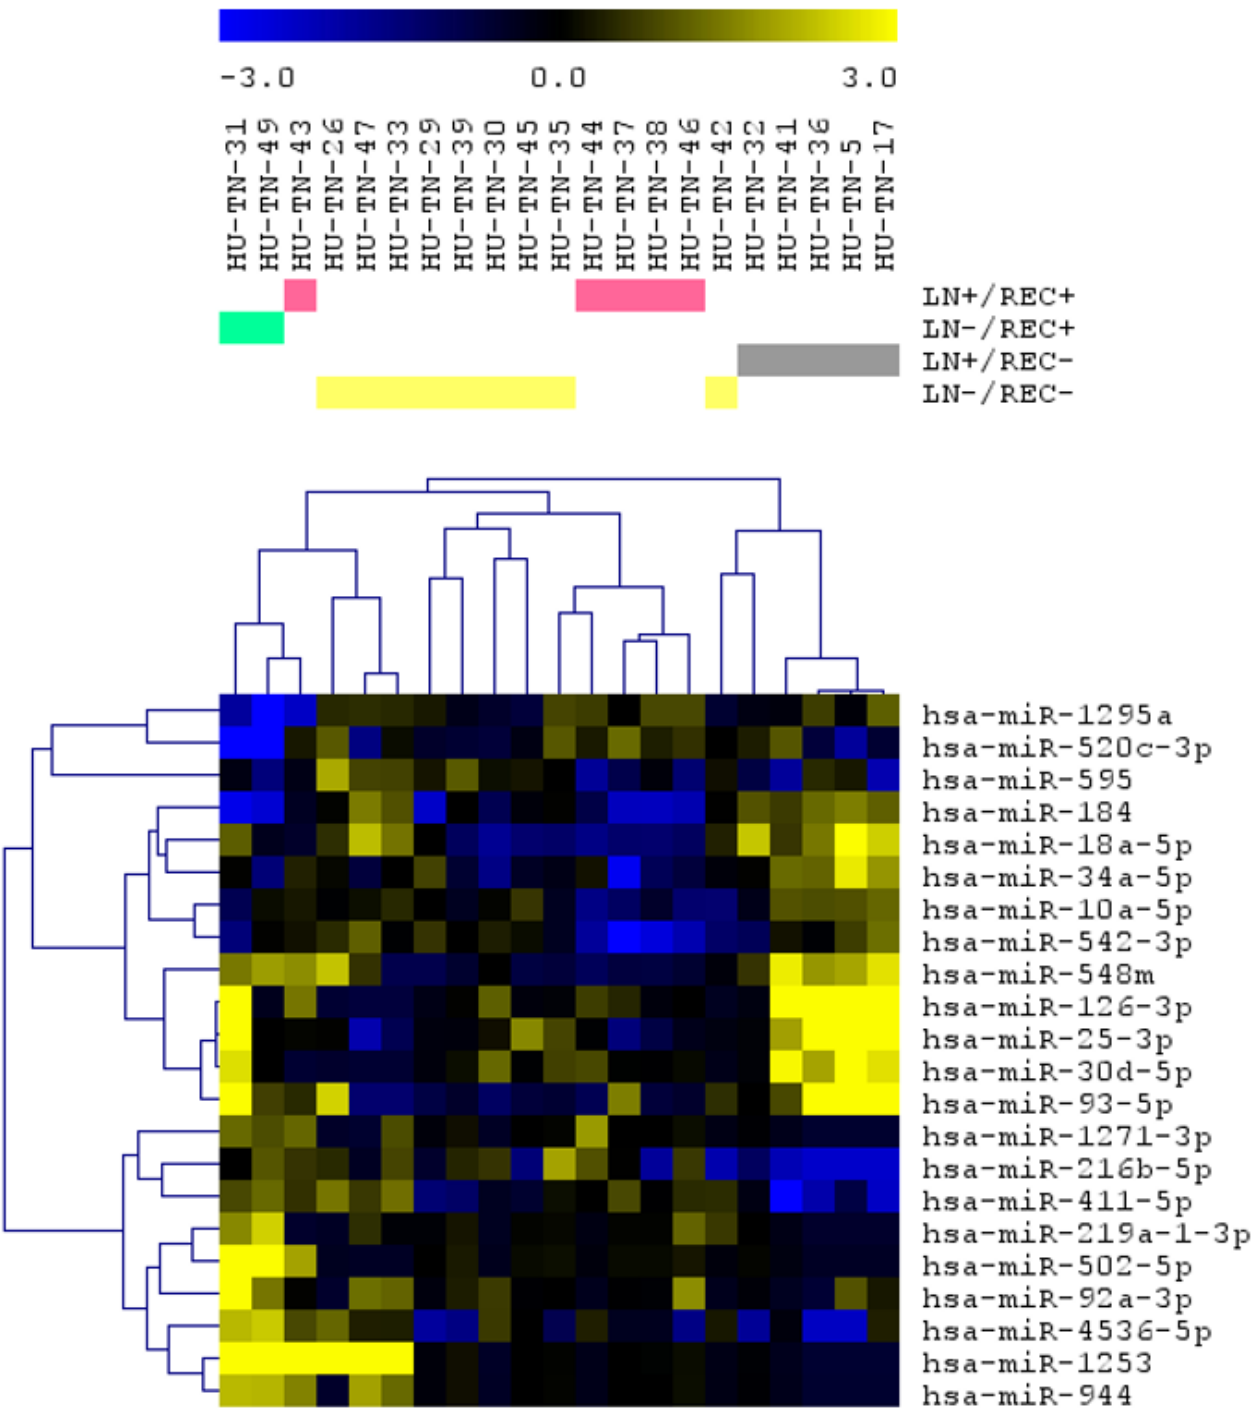 -3.0 0.0 3.0
HU-TN-31
HU-TN-49
HU-TN-43
HU-TN-26
HU-TN-47
HU-TN-33
HU-TN-29
HU-TN-39
HU-TN-30
HU-TN-45
HU-TN-35
HU-TN-44
HU-TN-37
HU-TN-38
HU-TN-46
HU-TN-42
HU-TN-32
HU-TN-41
HU-TN-36
HU-TN-5
HU-TN-17
LN+/REC+
LN-/REC+
LN+/REC-
LN-/REC-
hsa-miR-1295a
hsa-miR-520c-3p
hsa-miR-595
hsa-miR-184
hsa-miR-18a-5p
hsa-miR-34a-5p
hsa-miR-10a-5p
hsa-miR-542-3p
hsa-miR-548m
hsa-miR-126-3p
hsa-miR-25-3p
hsa-miR-30d-5p
hsa-miR-93-5p
hsa-miR-1271-3p
hsa-miR-216b-5p
hsa-miR-411-5p
hsa-miR-219a-1-3p
hsa-miR-502-5p
hsa-miR-92a-3p
hsa-miR-4536-5p
hsa-miR-1253
hsa-miR-944